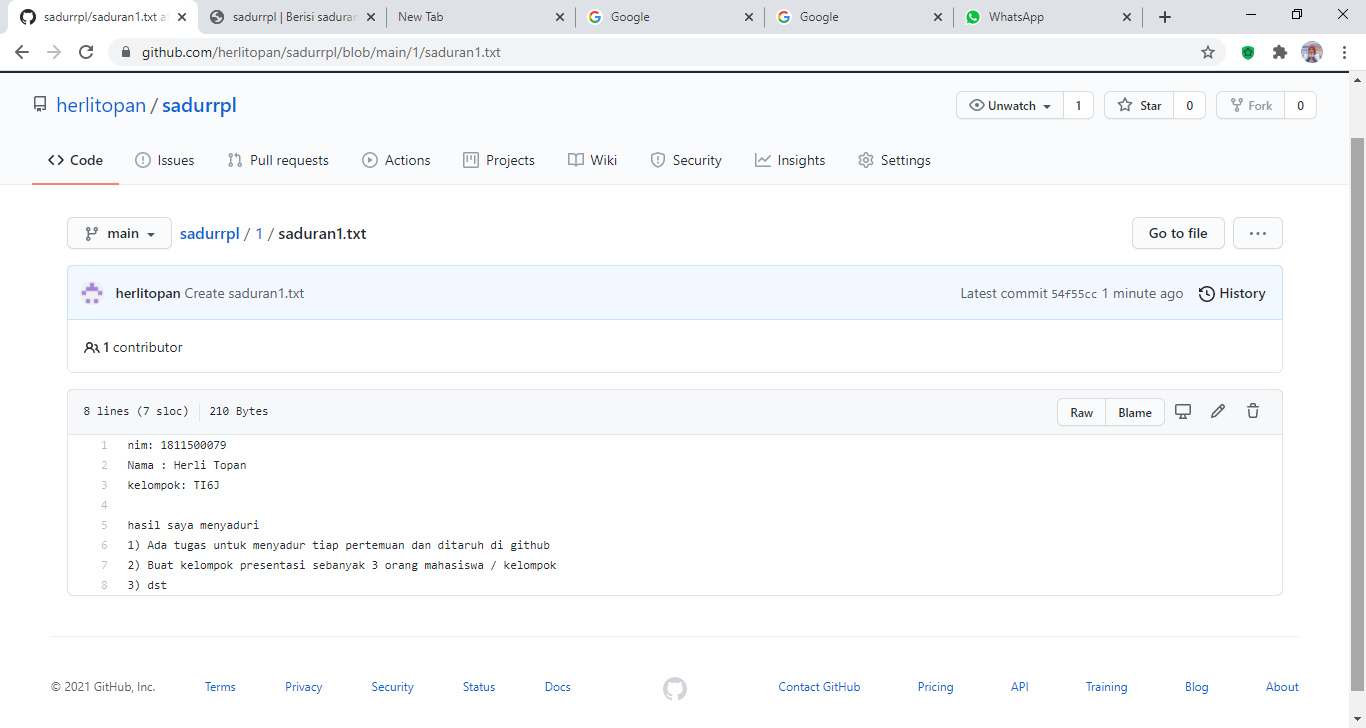 sadurrpl/saduran1.txt a
sadurrpl | Berisi sadura
New Tab
Google
Google
WhatsApp
github.com/herlitopan/sadurrpl/blob/main/1/saduran1.txt
herlitopan / sadurrpl
Unwatch 1
Star 0
Fork 0
Code
Issues
Pull requests
Actions
Projects
Wiki
Security
Insights
Settings
main
sadurrpl / 1 / saduran1.txt
Go to file
herlitopan Create saduran1.txt
Latest commit 54f55cc 1 minute ago
History
1 contributor
8 lines (7 sloc) 210 Bytes
Raw
Blame
1 nim: 1811500079
2 Nama : Herli Topan
3 kelompok: TI6J
4
5 hasil saya menyaduri
6 1) Ada tugas untuk menyadur tiap pertemuan dan ditaruh di github
7 2) Buat kelompok presentasi sebanyak 3 orang mahasiswa / kelompok
8 3) dst
© 2021 GitHub, Inc.
Terms
Privacy
Security
Status
Docs
Contact GitHub
Pricing
API
Training
Blog
About